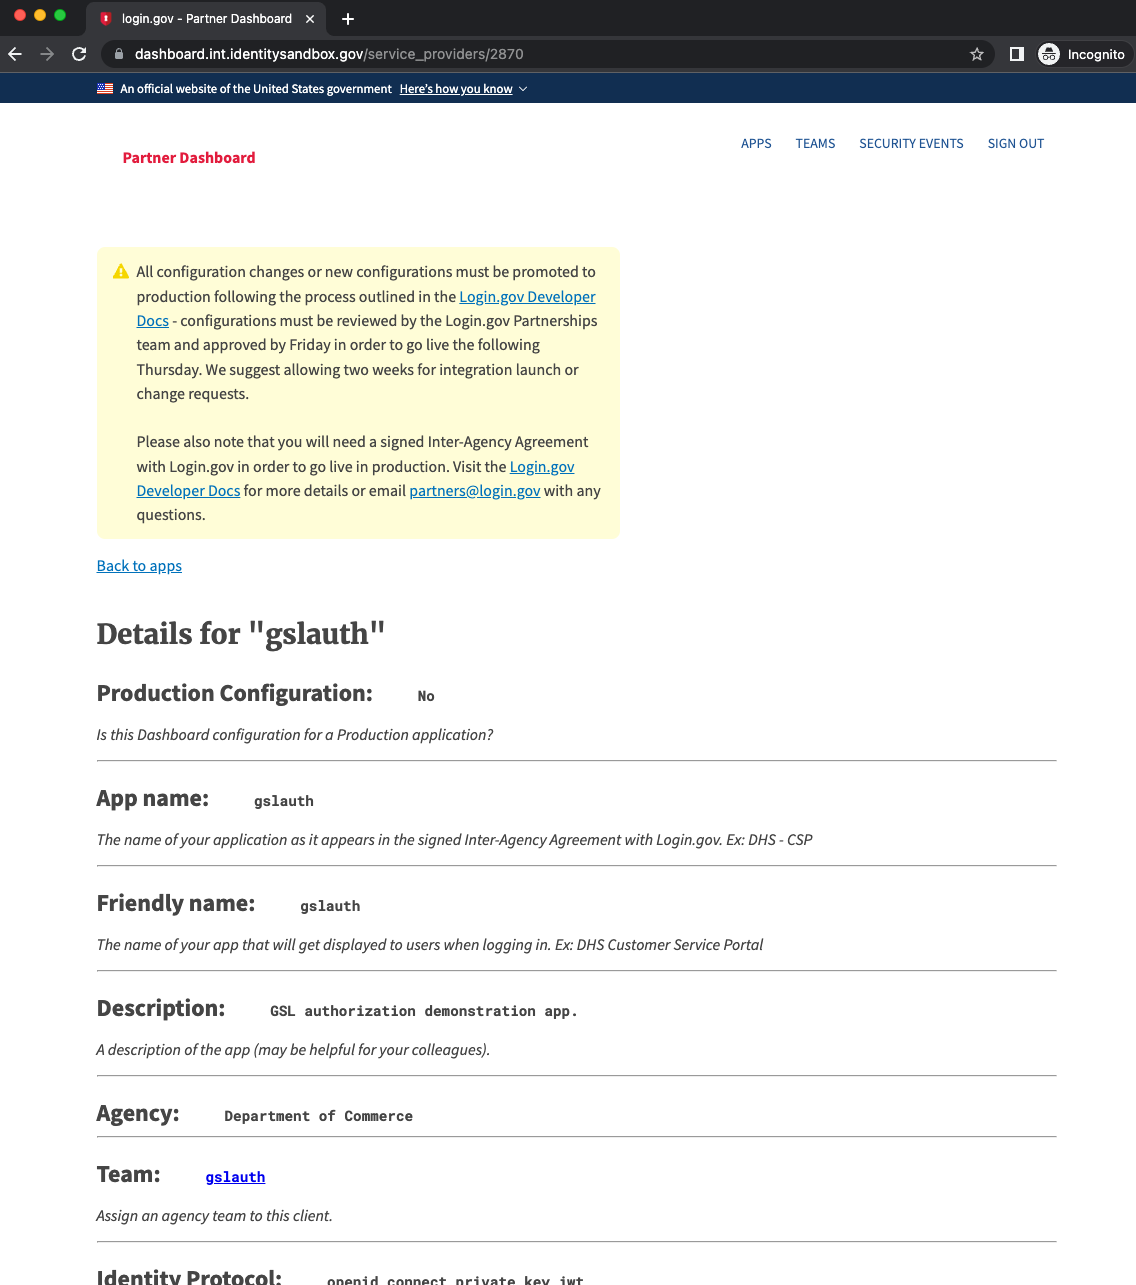 login.gov - Partner Dashboard
dashboard.int.identitysandbox.gov/service_providers/2870
Incognito
An official website of the United States government Here's how you know
Partner Dashboard
APPS TEAMS SECURITY EVENTS SIGN OUT
All configuration changes or new configurations must be promoted to
production following the process outlined in the Login.gov Developer
Docs - configurations must be reviewed by the Login.gov Partnerships
team and approved by Friday in order to go live the following
Thursday. We suggest allowing two weeks for integration launch or
change requests.
Please also note that you will need a signed Inter-Agency Agreement
with Login.gov in order to go live in production. Visit the Login.gov
Developer Docs for more details or email partners@login.gov with any
questions.
Back to apps
Details for "gslauth"
Production Configuration: No
Is this Dashboard configuration for a Production application?
App name: gslauth
The name of your application as it appears in the signed Inter-Agency Agreement with Login.gov. Ex: DHS - CSP
Friendly name: gslauth
The name of your app that will get displayed to users when logging in. Ex: DHS Customer Service Portal
Description: GSL authorization demonstration app.
A description of the app (may be helpful for your colleagues).
Agency: Department of Commerce
Team: gslauth
Assign an agency team to this client.
Identity Protocol: openid_connect_private_key_jwt